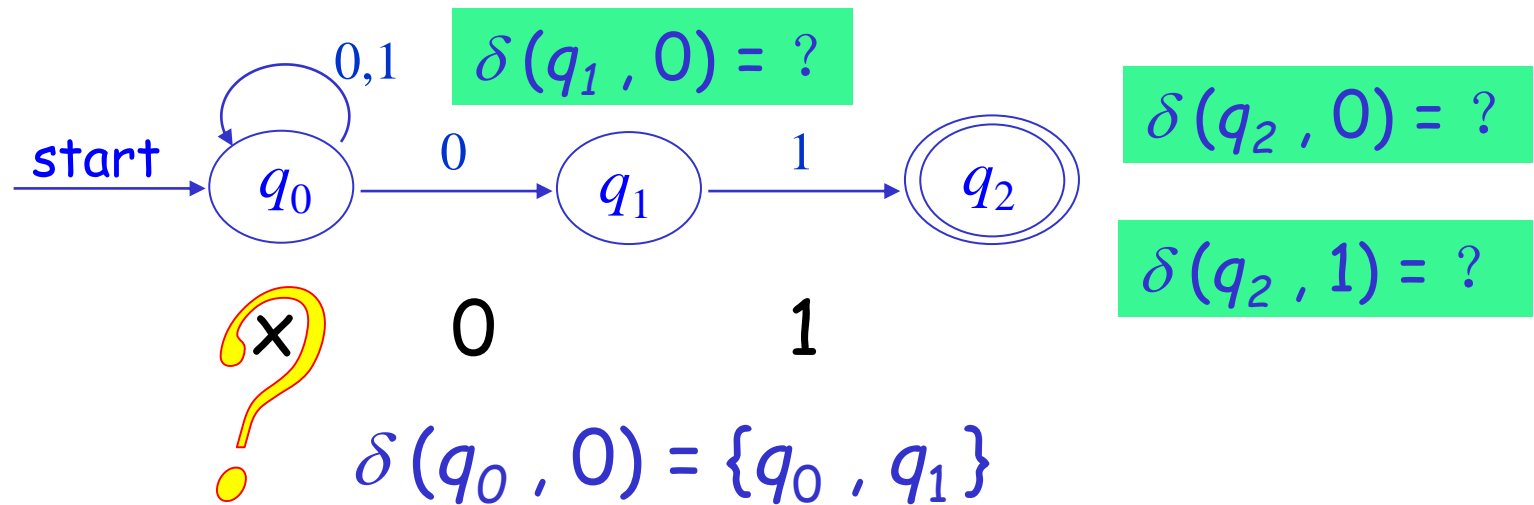 0,1
δ (q₁ , 0) = ?
δ (q₂ , 0) = ?
start
q₀
0
q₁
1
q₂
δ (q₂ , 1) = ?
?
x 0 1
δ (q₀ , 0) = {q₀ , q₁ }